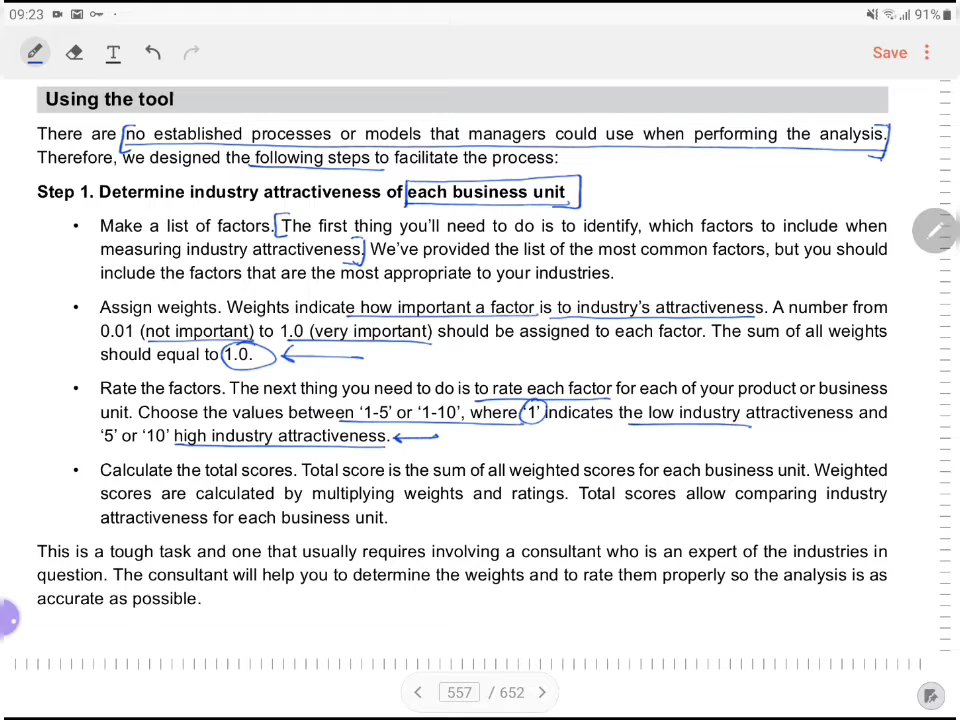 09:23
91%
T
Save
Using the tool
There are no established processes or models that managers could use when performing the analysis.
Therefore, we designed the following steps to facilitate the process:
Step 1. Determine industry attractiveness of each business unit
• Make a list of factors. The first thing you'll need to do is to identify, which factors to include when
measuring industry attractiveness. We've provided the list of the most common factors, but you should
include the factors that are the most appropriate to your industries.
• Assign weights. Weights indicate how important a factor is to industry's attractiveness. A number from
0.01 (not important) to 1.0 (very important) should be assigned to each factor. The sum of all weights
should equal to 1.0.
• Rate the factors. The next thing you need to do is to rate each factor for each of your product or business
unit. Choose the values between '1-5' or '1-10', where '1' indicates the low industry attractiveness and
'5' or '10' high industry attractiveness.
• Calculate the total scores. Total score is the sum of all weighted scores for each business unit. Weighted
scores are calculated by multiplying weights and ratings. Total scores allow comparing industry
attractiveness for each business unit.
This is a tough task and one that usually requires involving a consultant who is an expert of the industries in
question. The consultant will help you to determine the weights and to rate them properly so the analysis is as
accurate as possible.
557 / 652